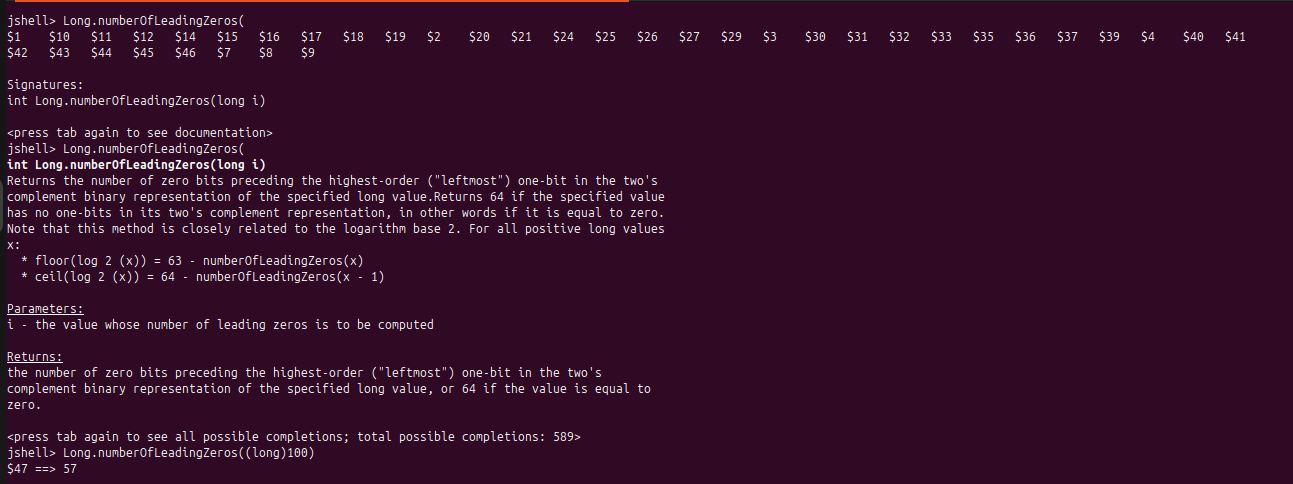 jshell> Long.numberOfLeadingZeros(
$1 $10 $11 $12 $14 $15 $16 $17 $18 $19 $2 $20 $21 $24 $25 $26 $27 $29 $3 $30 $31 $32 $33 $35 $36 $37 $39 $4 $40 $41
$42 $43 $44 $45 $46 $7 $8 $9
Signatures:
int Long.numberOfLeadingZeros(long i)
<press tab again to see documentation>
jshell> Long.numberOfLeadingZeros(
int Long.numberOfLeadingZeros(long i)
Returns the number of zero bits preceding the highest-order ("leftmost") one-bit in the two's
complement binary representation of the specified long value.Returns 64 if the specified value
has no one-bits in its two's complement representation, in other words if it is equal to zero.
Note that this method is closely related to the logarithm base 2. For all positive long values
x:
* floor(log 2 (x)) = 63 - numberOfLeadingZeros(x)
* ceil(log 2 (x)) = 64 - numberOfLeadingZeros(x - 1)
Parameters:
i - the value whose number of leading zeros is to be computed
Returns:
the number of zero bits preceding the highest-order ("leftmost") one-bit in the two's
complement binary representation of the specified long value, or 64 if the value is equal to
zero.
<press tab again to see all possible completions; total possible completions: 589>
jshell> Long.numberOfLeadingZeros((long)100)
$47 ==> 57